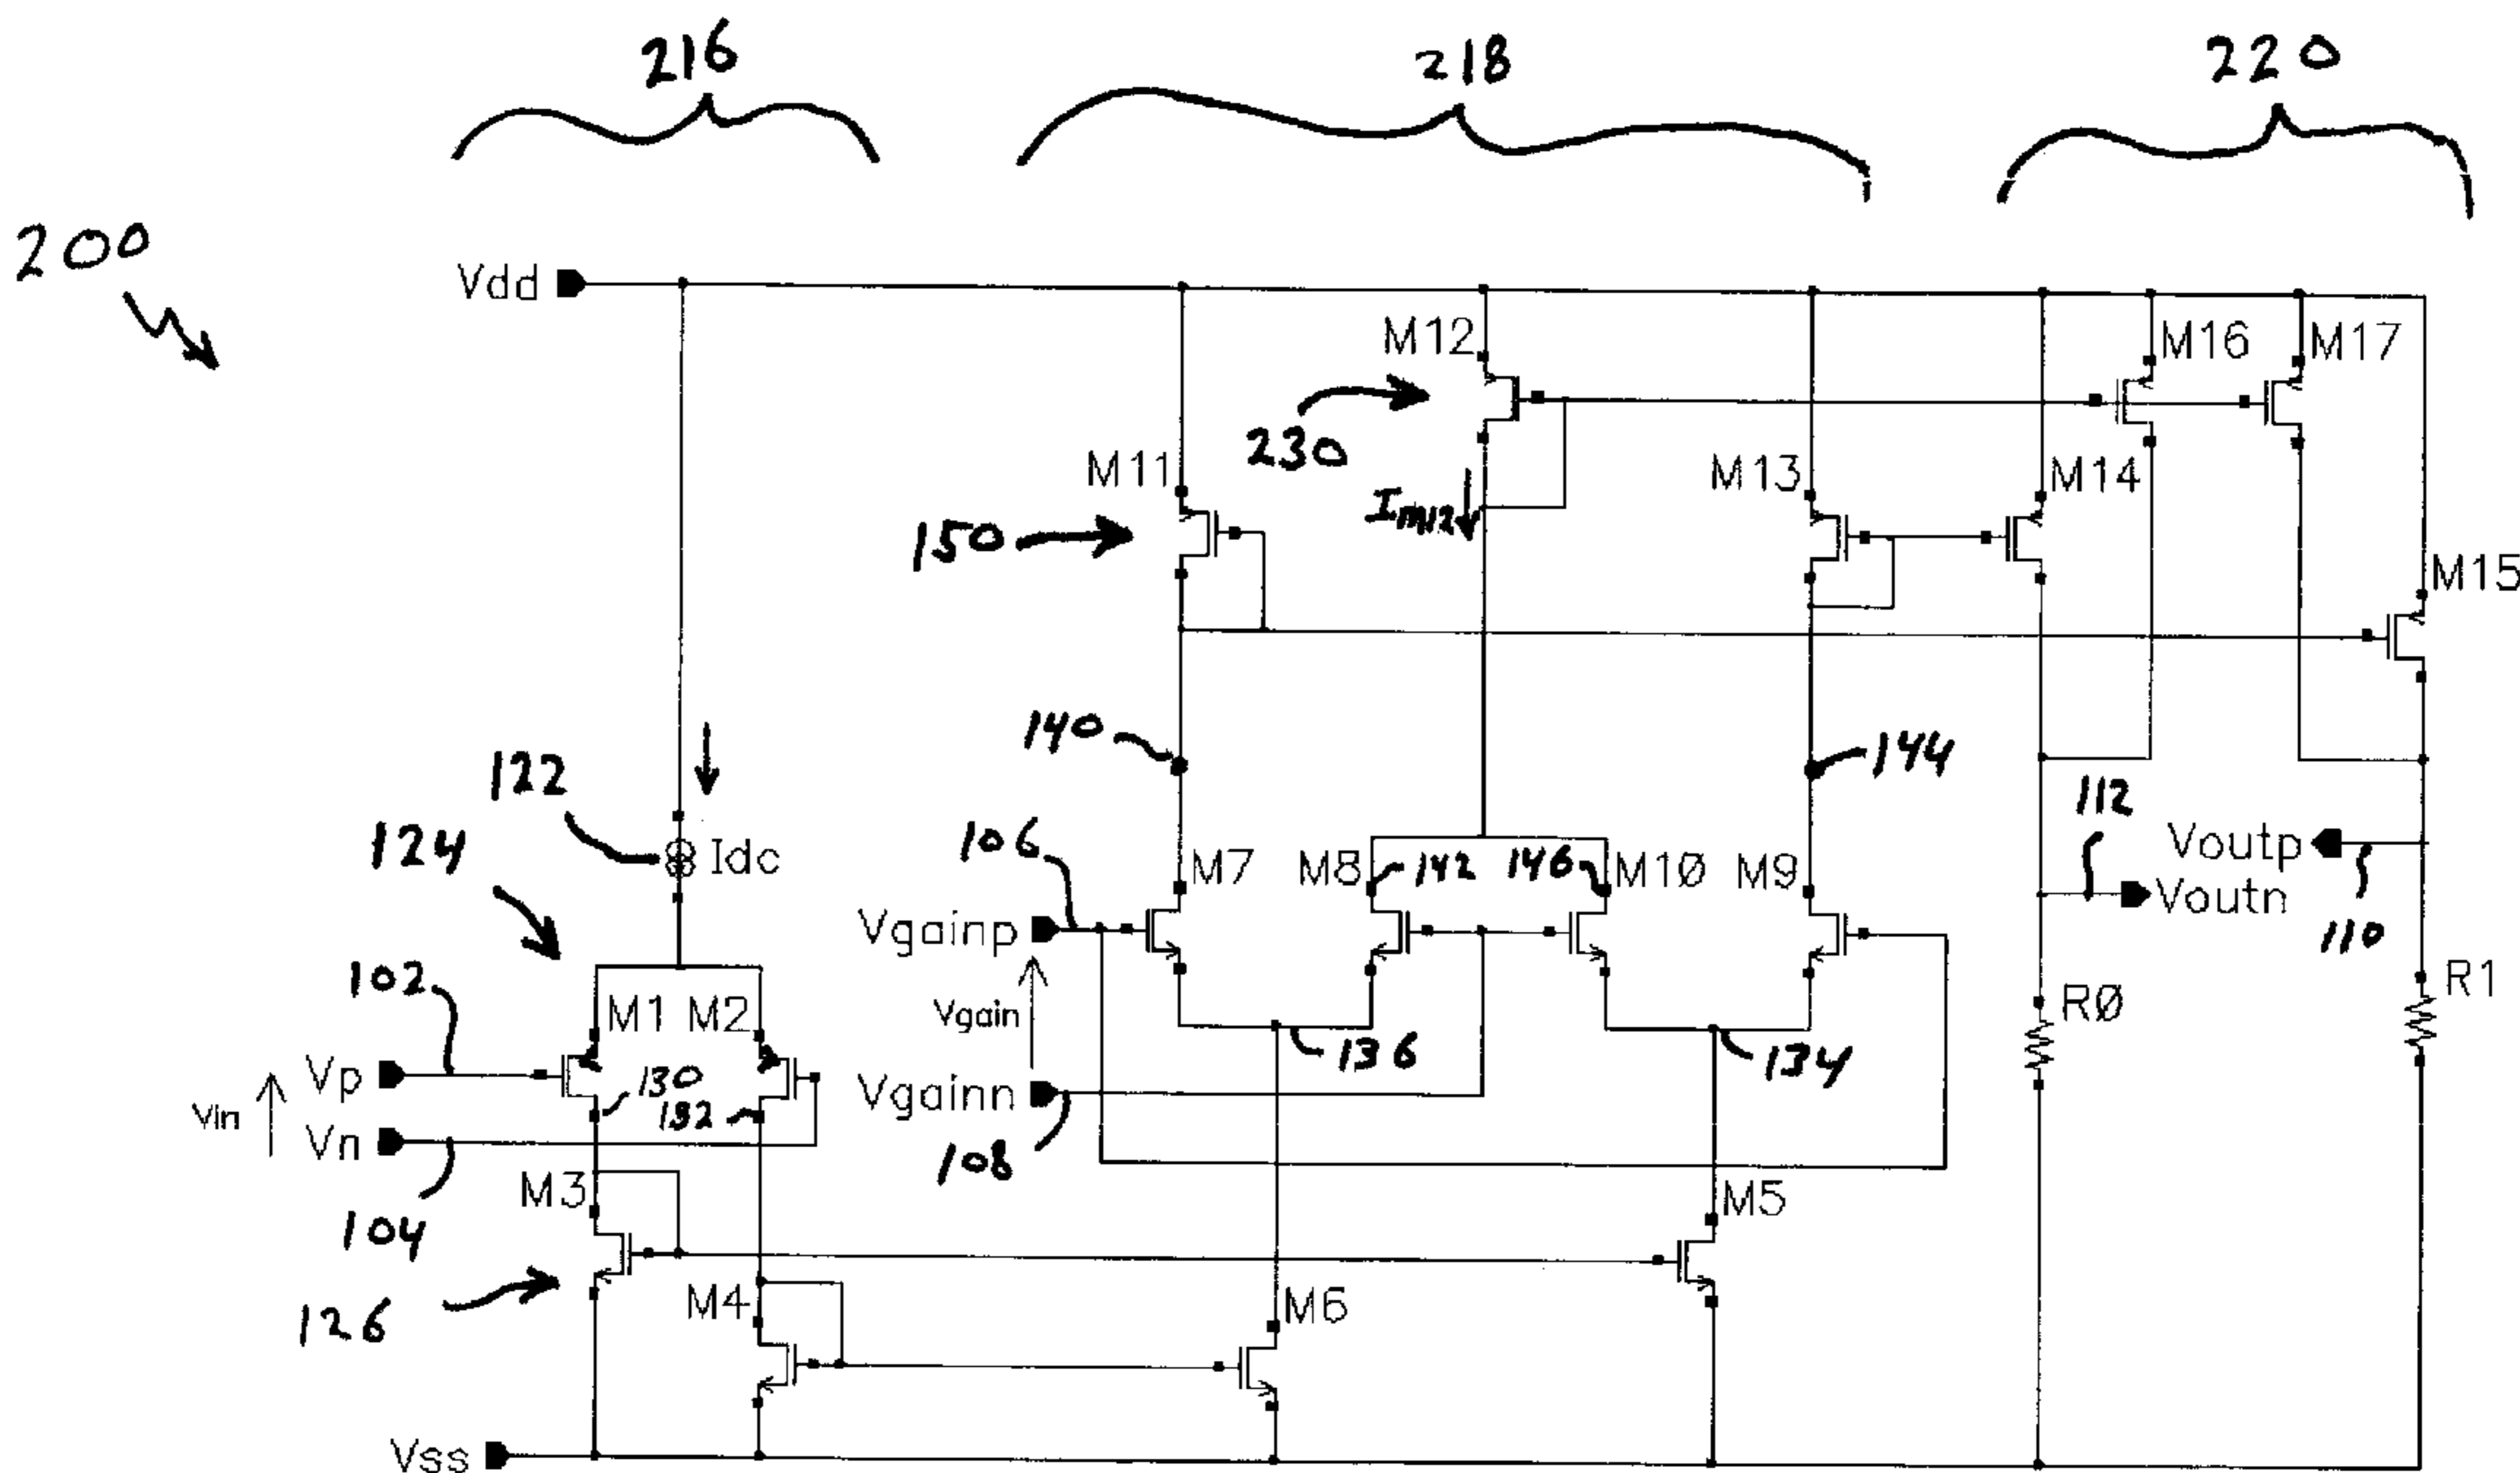 216
218
220
200
Vdd
M12
M16
M17
230
M11
M13
M14
Im12
150
M15
140
144
122
124
Idc
106
112
Voutp
M7
M8
142
146
M10
M9
Vgainp
Voutn
110
102
M1
M2
Vgain
R0
R1
136
134
Vp
130
132
Vgainn
Vin
Vn
108
M3
M5
104
126
M4
M6
Vss